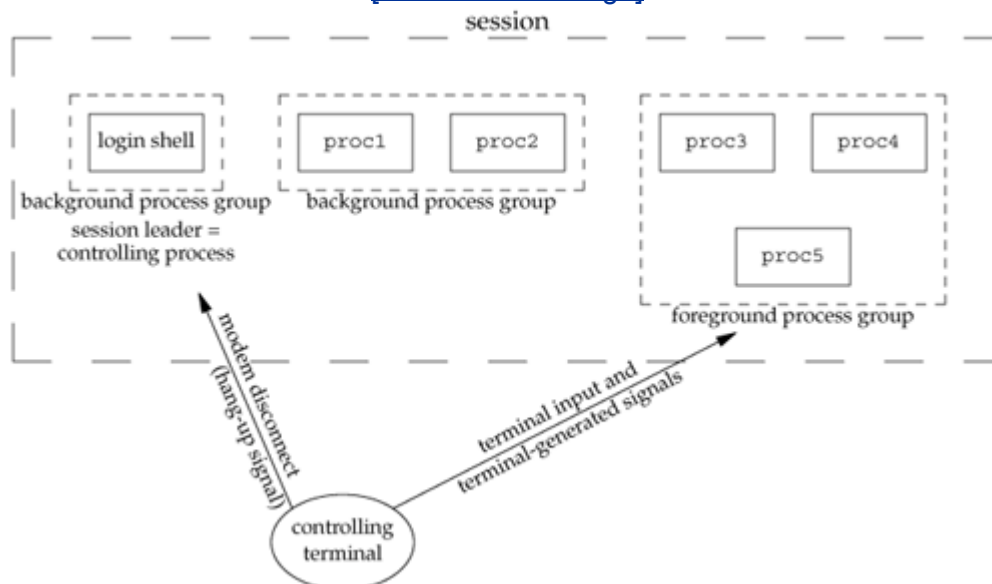 session
login shell
proc1
proc2
proc3
proc4
background process group
session leader =
controlling process
background process group
proc5
foreground process group
modem disconnect
(hang-up signal)
terminal input and
terminal-generated signals
controlling
terminal